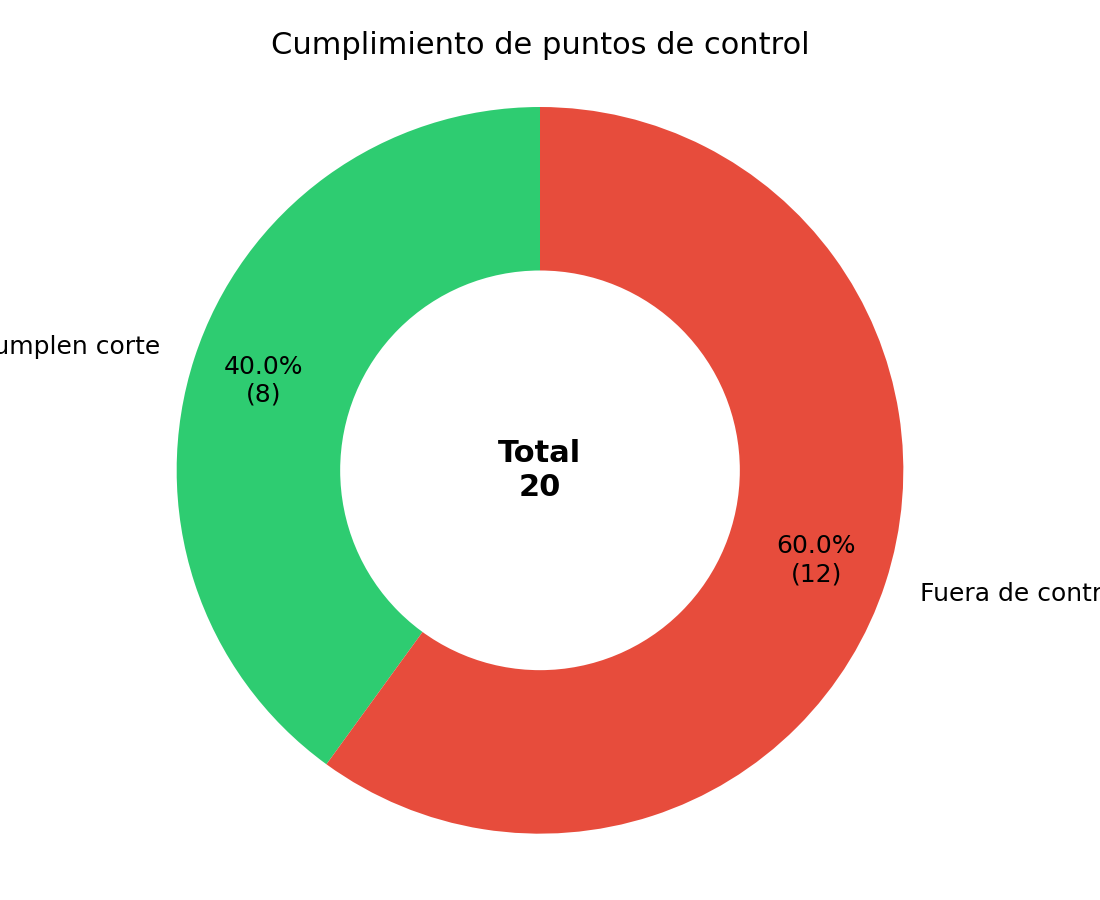 Cumplimiento de puntos de control
umplen corte
40.0%
(8)
Total
20
60.0%
(12)
Fuera de contr